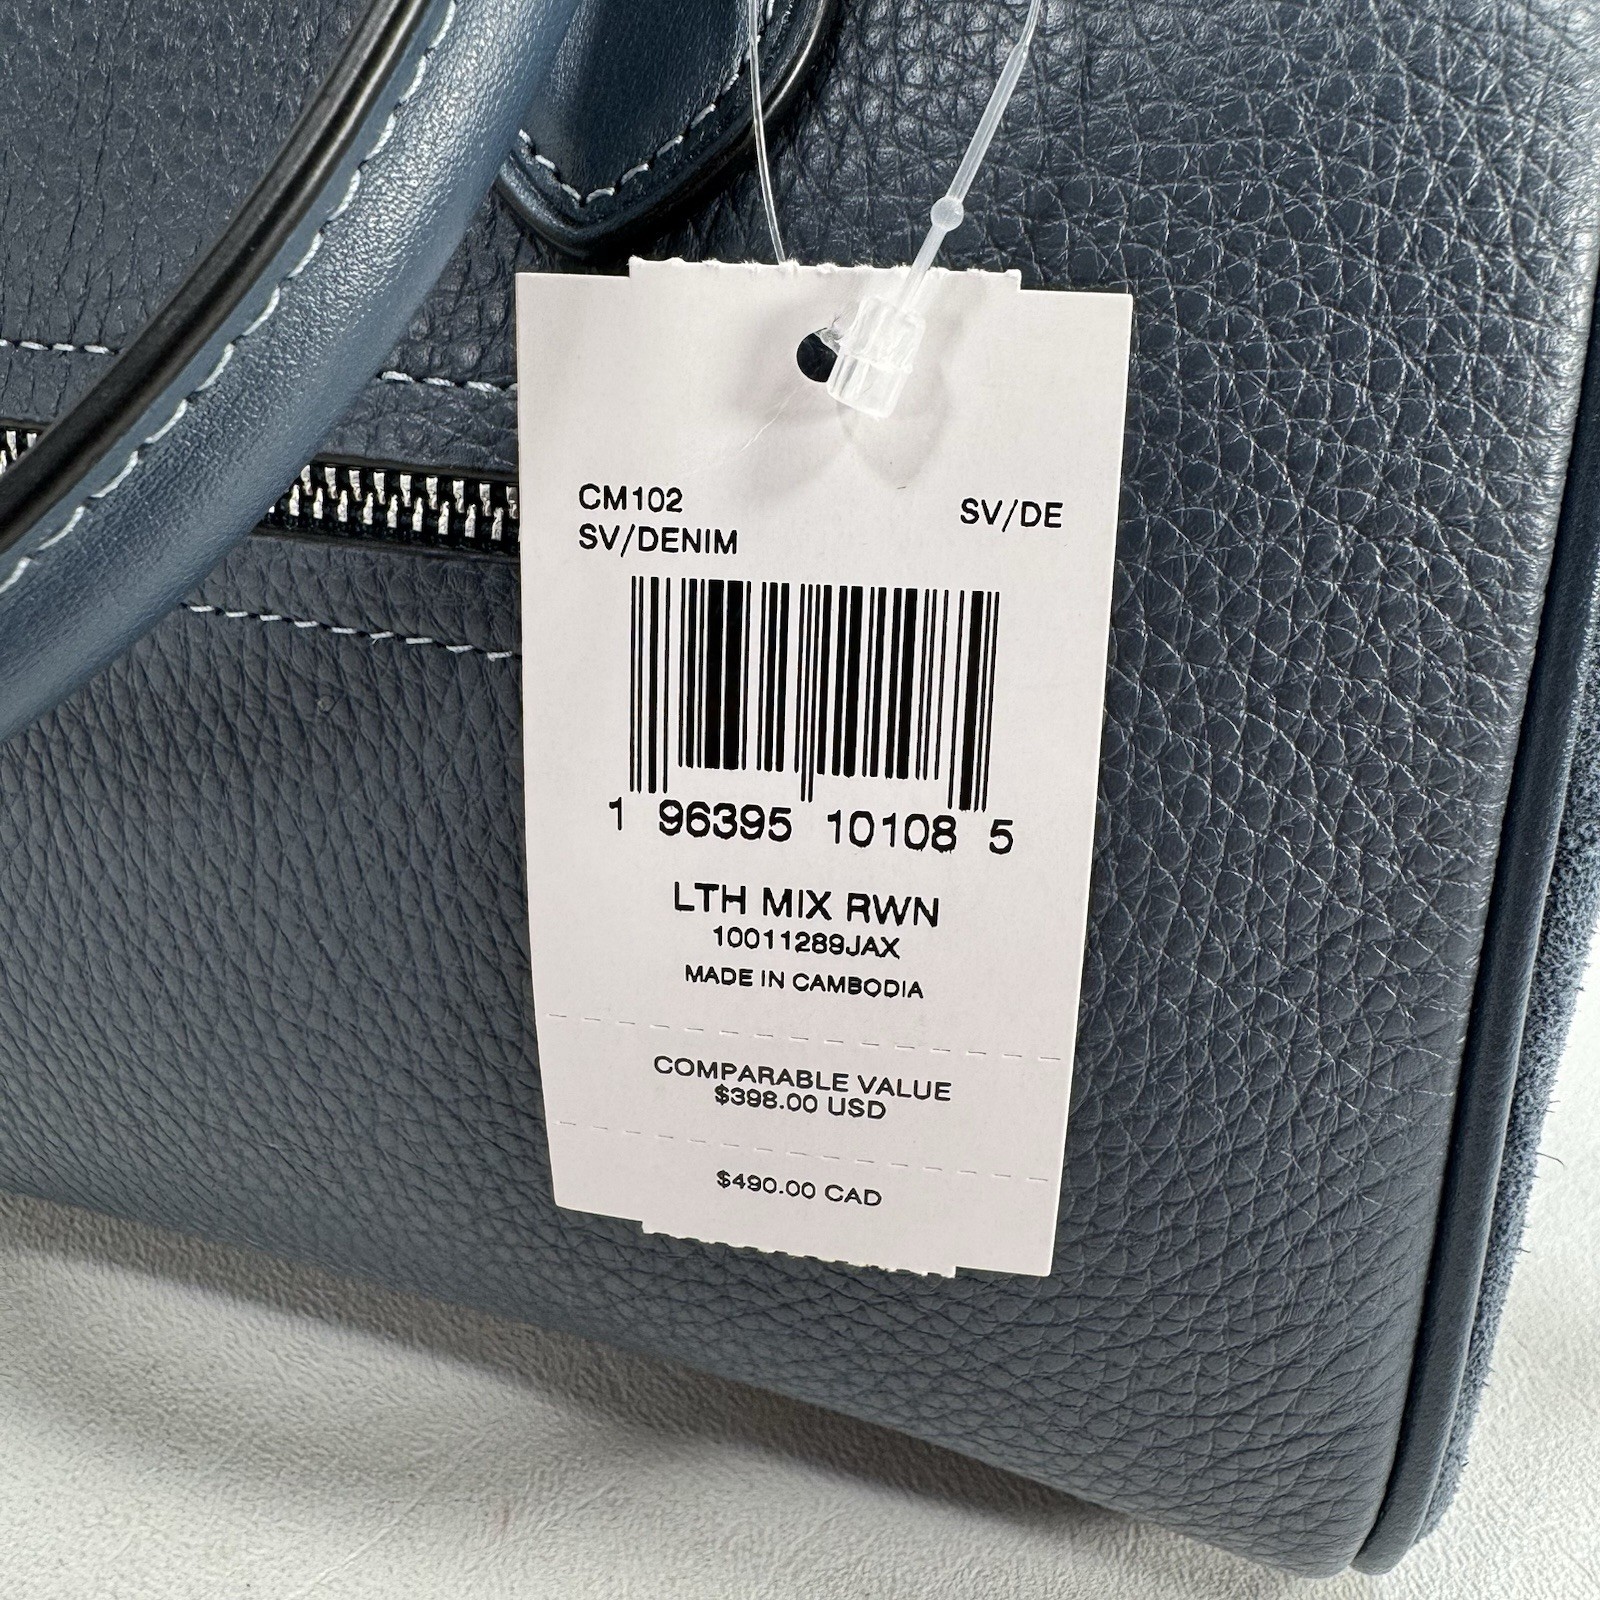 CM102 SV/DE
SV/DENIM
1 96395 10108 5
LTH MIX RWN
10011289JAX
MADE IN CAMBODIA
COMPARABLE VALUE
$398.00 USD
$490.00 CAD